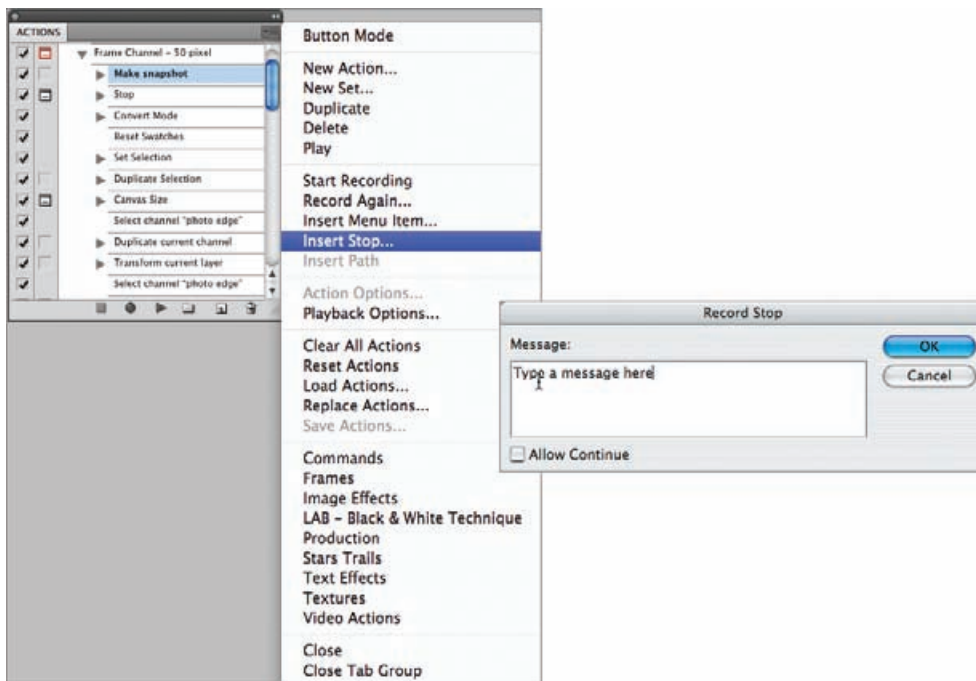 ACTIONS
Frame Channel - 50 pixel
Make snapshot
Stop
Convert Mode
Reset Swatches
Set Selection
Duplicate Selection
Canvas Size
Select channel "photo edge"
Duplicate current channel
Transform current layer
Select channel "photo edge"
Button Mode
New Action...
New Set...
Duplicate
Delete
Play
Start Recording
Record Again...
Insert Menu Item...
Insert Stop...
Insert Path
Action Options...
Playback Options...
Clear All Actions
Reset Actions
Load Actions...
Replace Actions...
Save Actions...
Commands
Frames
Image Effects
LAB - Black & White Technique
Production
Stars Trails
Text Effects
Textures
Video Actions
Close
Close Tab Group
Record Stop
Message:
Type a message here
OK
Cancel
Allow Continue